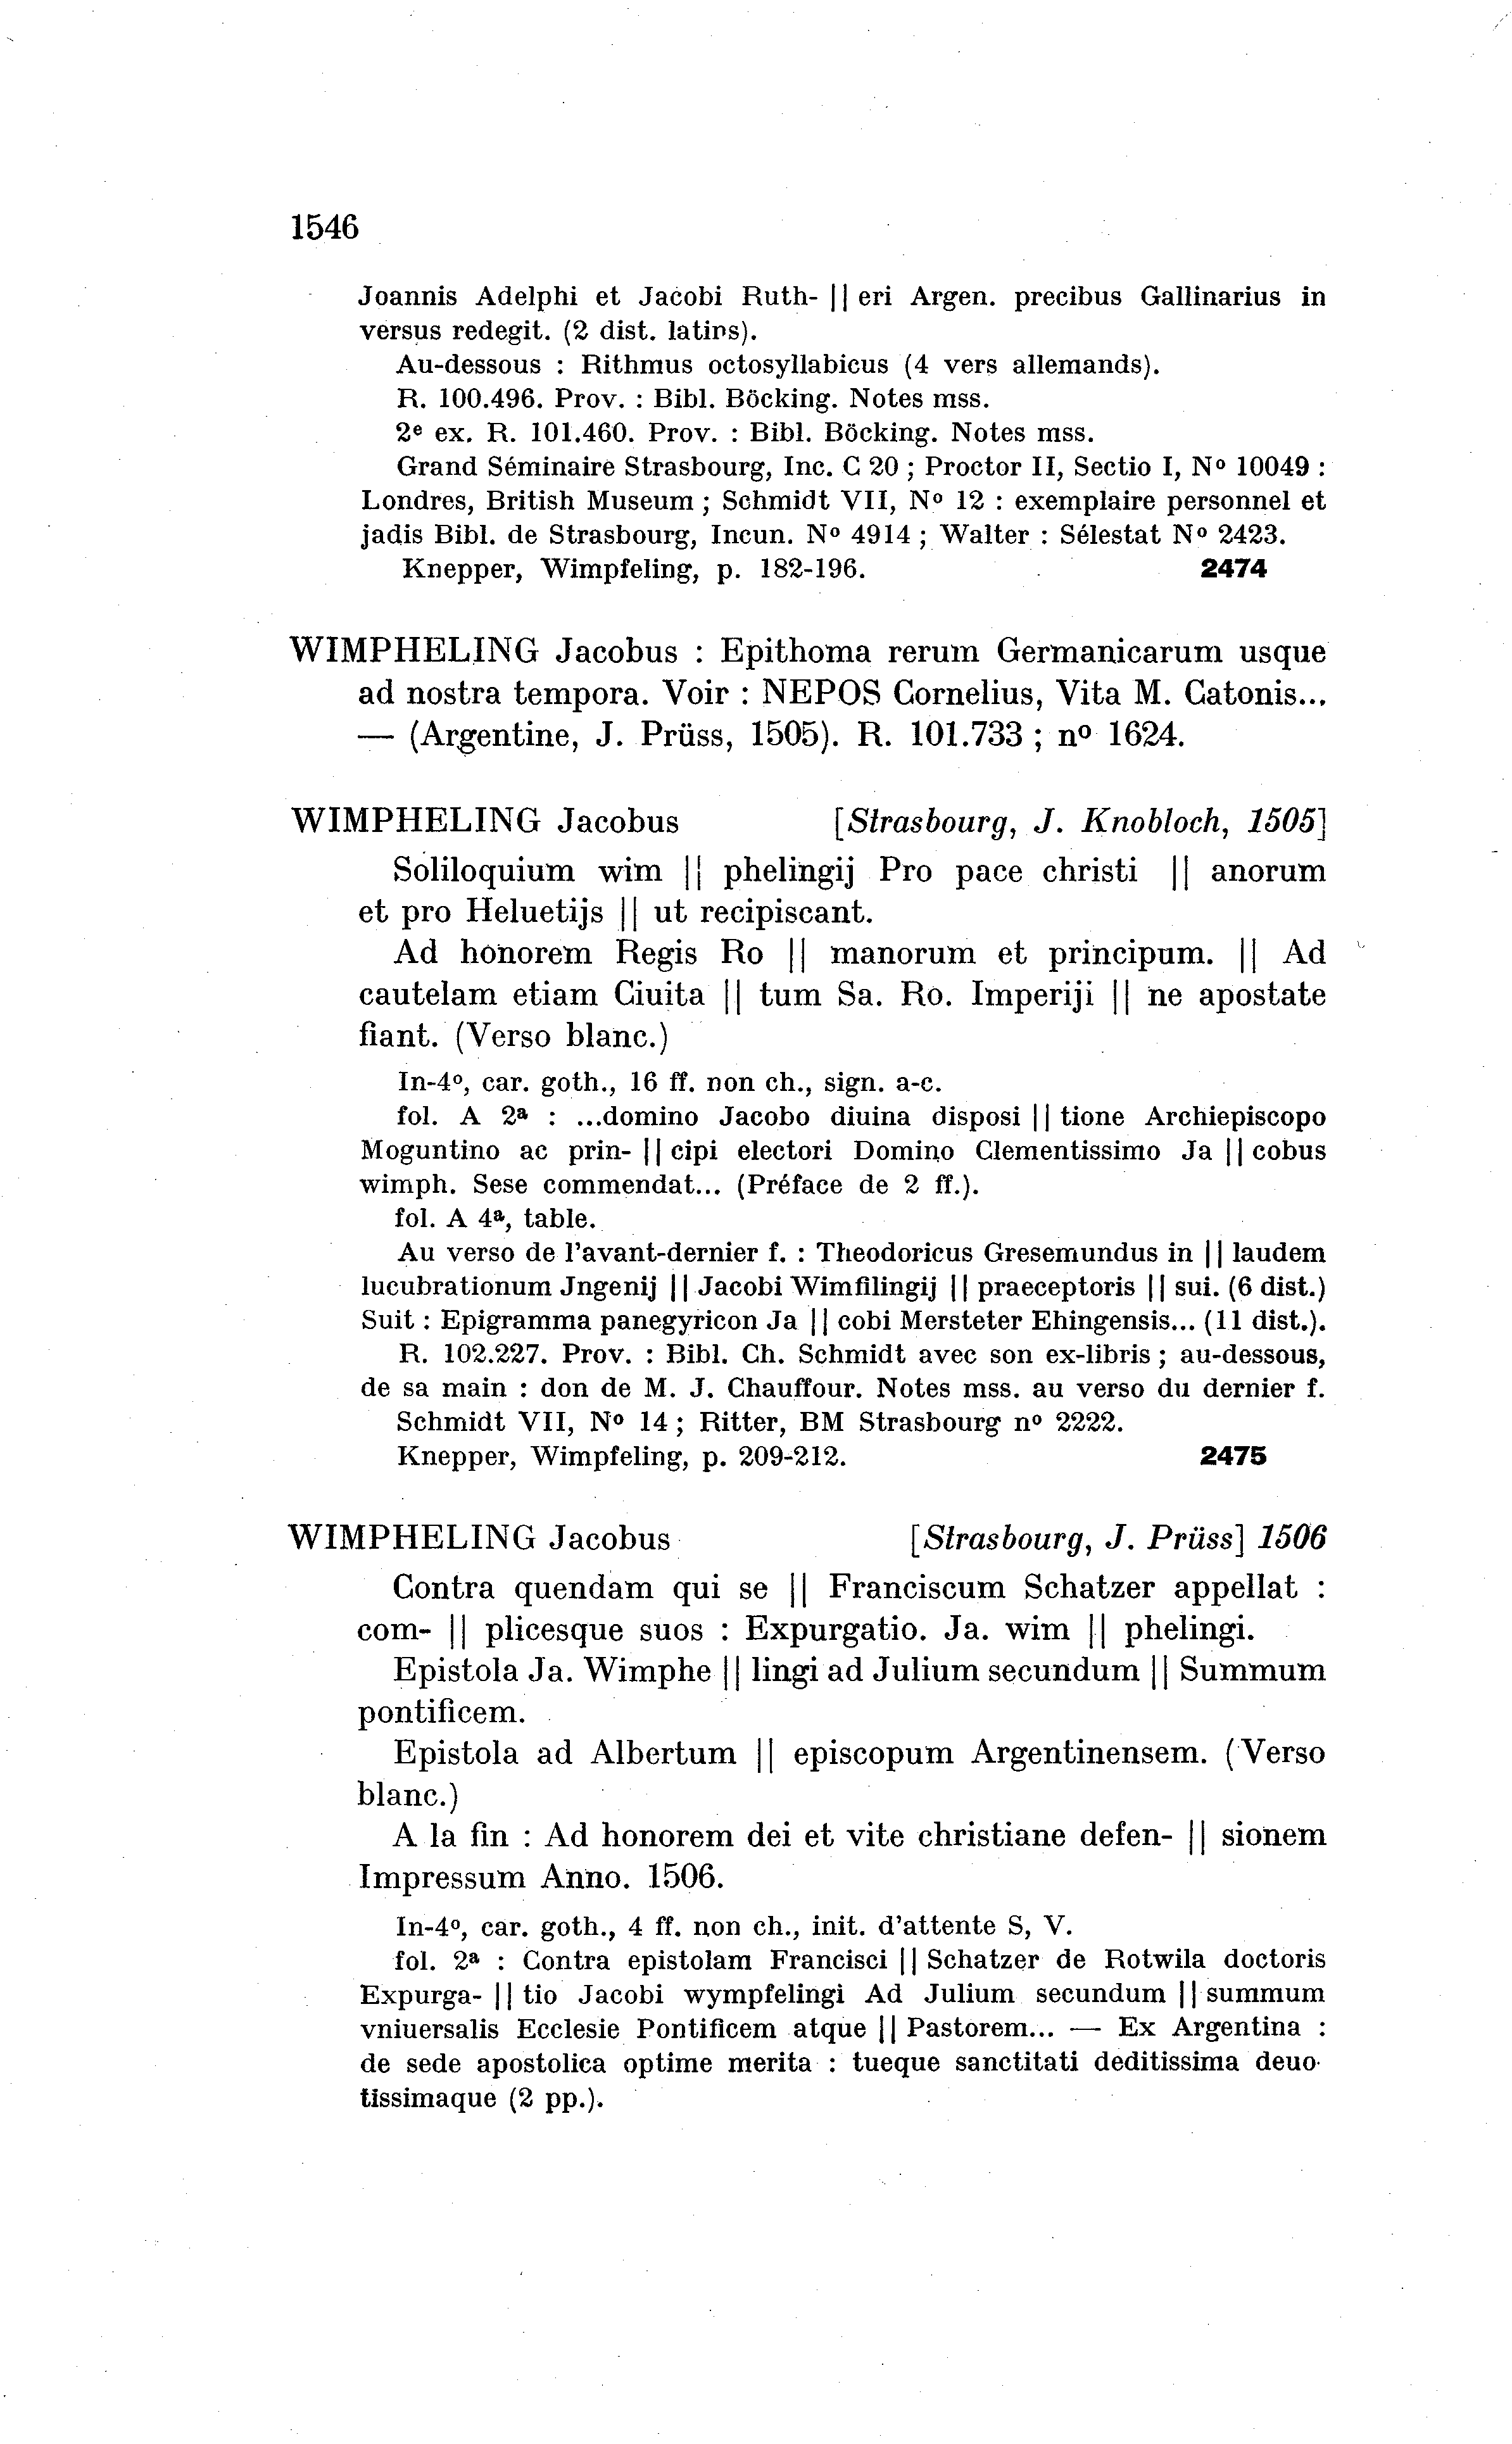 1546
Joannis Adelphi et Jacobi Ruth- || eri Argen. precibus Gallinarius in
versus redegit. (2 dist. latins).
Au-dessous : Rithmus octosyllabicus (4 vers allemands).
R. 100.496. Prov. : Bibl. Böcking. Notes mss.
2e ex. R. 101.460. Prov. : Bibl. Böcking. Notes mss.
Grand Séminaire Strasbourg, Inc. C 20 ; Proctor II, Sectio I, No 10049 :
Londres, British Museum ; Schmidt VII, No 12 : exemplaire personnel et
jadis Bibl. de Strasbourg, Incun. No 4914 ; Walter : Sélestat No 2423.
Knepper, Wimpfeling, p. 182-196. 2474
WIMPHELING Jacobus : Epithoma rerum Germanicarum usque
ad nostra tempora. Voir : NEPOS Cornelius, Vita M. Catonis...
— (Argentine, J. Prüss, 1505). R. 101.733 ; no 1624.
WIMPHELING Jacobus [Strasbourg, J. Knobloch, 1505]
Soliloquium wim || phelingij Pro pace christi || anorum
et pro Heluetijs || ut recipiscant.
Ad honorem Regis Ro || manorum et principum. || Ad
cautelam etiam Ciuita || tum Sa. Ro. Imperiji || ne apostate
fiant. (Verso blanc.)
In-4o, car. goth., 16 ff. non ch., sign. a-c.
fol. A 2a : ...domino Jacobo diuina disposi || tione Archiepiscopo
Moguntino ac prin- || cipi electori Domino Clementissimo Ja || cobus
wimph. Sese commendat... (Préface de 2 ff.).
fol. A 4a, table.
Au verso de l'avant-dernier f. : Theodoricus Gresemundus in || laudem
lucubrationum Jngenij || Jacobi Wimfilingij || praeceptoris || sui. (6 dist.)
Suit : Epigramma panegyricon Ja || cobi Mersteter Ehingensis... (11 dist.).
R. 102.227. Prov. : Bibl. Ch. Schmidt avec son ex-libris ; au-dessous,
de sa main : don de M. J. Chauffour. Notes mss. au verso du dernier f.
Schmidt VII, No 14 ; Ritter, BM Strasbourg no 2222.
Knepper, Wimpfeling, p. 209-212. 2475
WIMPHELING Jacobus [Strasbourg, J. Prüss] 1506
Contra quendam qui se || Franciscum Schatzer appellat :
com- || plicesque suos : Expurgatio. Ja. wim || phelingi.
Epistola Ja. Wimphe || lingi ad Julium secundum || Summum
pontificem.
Epistola ad Albertum || episcopum Argentinensem. (Verso
blanc.)
A la fin : Ad honorem dei et vite christiane defen- || sionem
Impressum Anno. 1506.
In-4o, car. goth., 4 ff. non ch., init. d'attente S, V.
fol. 2a : Contra epistolam Francisci || Schatzer de Rotwila doctoris
Expurga- || tio Jacobi wympfelingi Ad Julium secundum || summum
vniuersalis Ecclesie Pontificem atque || Pastorem... — Ex Argentina :
de sede apostolica optime merita : tueque sanctitati deditissima deuo-
tissimaque (2 pp.).